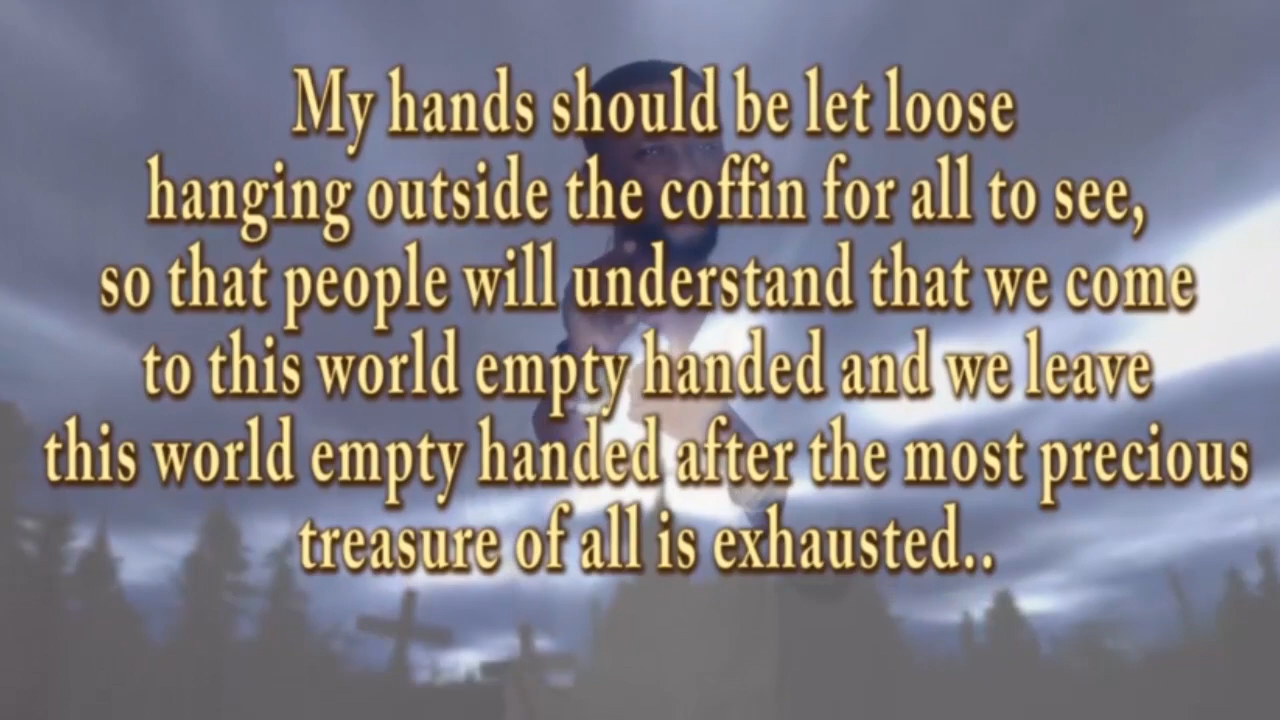 My hands should be let loose
hanging outside the coffin for all to see,
so that people will understand that we come
to this world empty handed and we leave
this world empty handed after the most precious
treasure of all is exhausted..